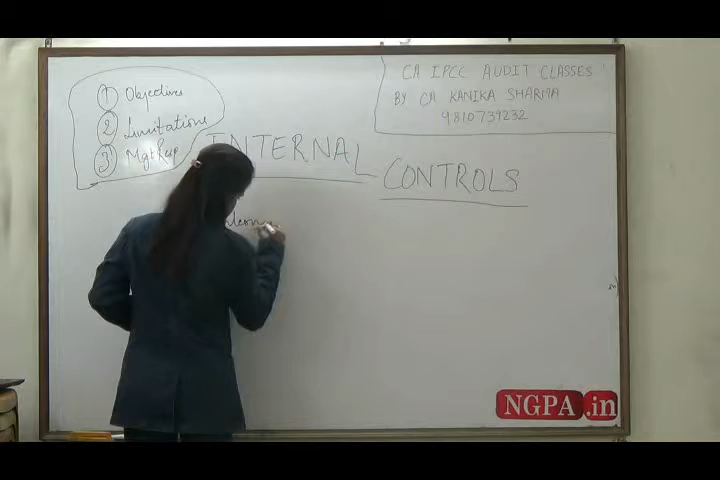 CA IPCC AUDIT CLASSES
BY CA KANIKA SHARMA
9810739232
① Objectives
② Limitations
③ Mgt Resp
INTERNAL CONTROLS
NGPA.in